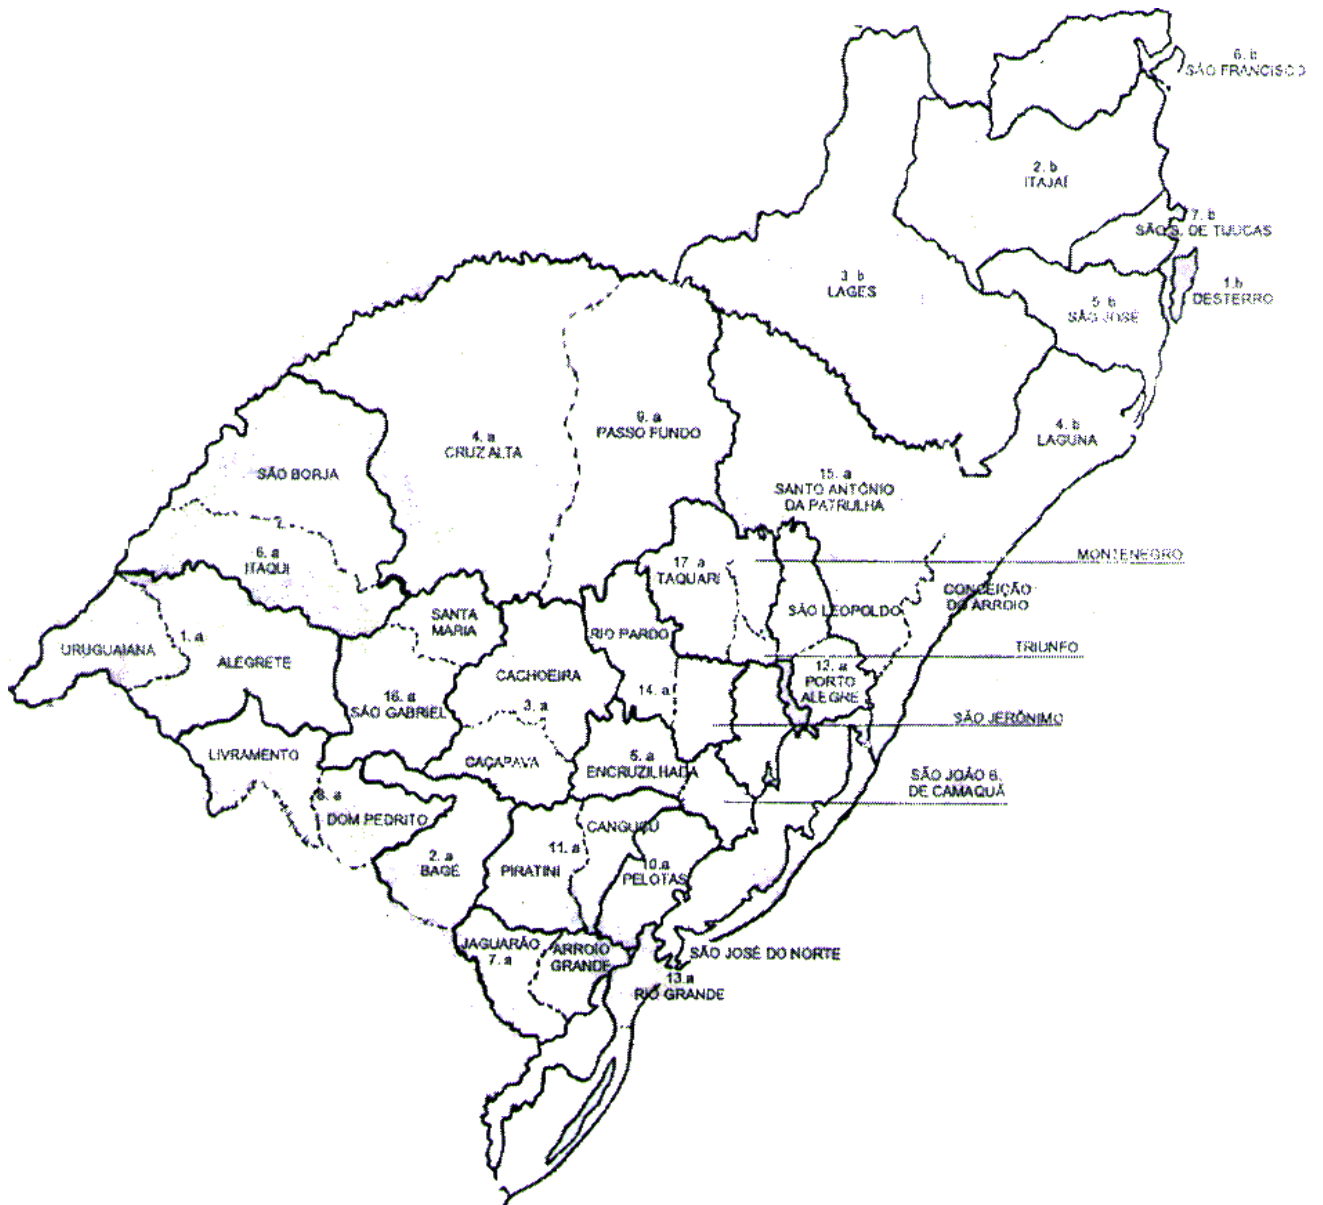 6. b
SÃO FRANCISCO
2. b
ITAJAÍ
7. b
SÃO S. DE TIJUCAS
3. b
LAGES
1.b
DESTERRO
5. b
SÃO JOSÉ
4. b
LAGUNA
9. a
PASSO FUNDO
4. a
CRUZ ALTA
SÃO BORJA
15. a
SANTO ANTÔNIO
DA PATRULHA
6. a
ITAQUI
17. a
TAQUARI
MONTENEGRO
CONCEIÇÃO
DO ARROIO
SÃO LEOPOLDO
SANTA
MARIA
RIO PARDO
1. a
URUGUAIANA
ALEGRETE
TRIUNFO
12. a
PORTO
ALEGRE
CACHOEIRA
14. a
16. a
SÃO GABRIEL
3. a
SÃO JERÔNIMO
LIVRAMENTO
CAÇAPAVA
5. a
ENCRUZILHADA
SÃO JOÃO B.
DE CAMAQUÃ
8. a
DOM PEDRITO
CANGUÇU
11. a
2. a
BAGÉ
PIRATINI
10.a
PELOTAS
JAGUARÃO
7. a
ARROIO
GRANDE
SÃO JOSÉ DO NORTE
13.a
RIO GRANDE